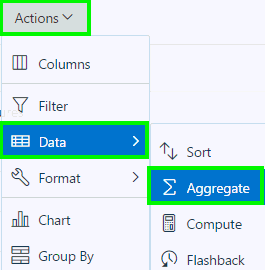 Actions
Columns
Filter
Data
Format
Chart
Group By
Sort
Aggregate
Compute
Flashback